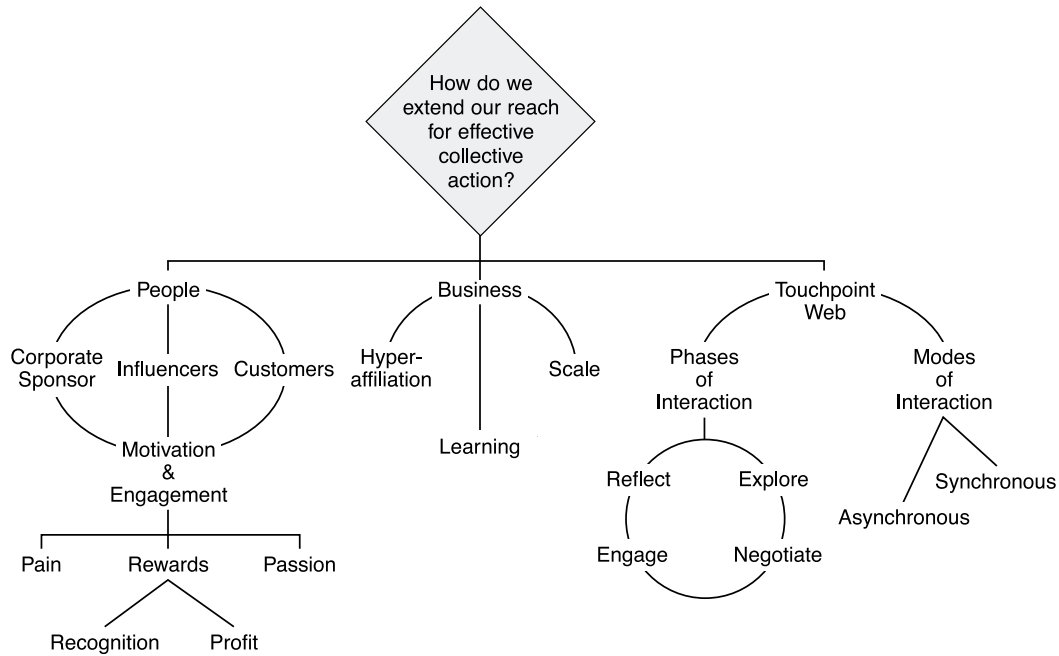 How do we
extend our reach
for effective
collective
action?
People
Business
Touchpoint
Web
Corporate
Sponsor
Influencers
Customers
Hyper-
affiliation
Scale
Phases
of
Interaction
Modes
of
Interaction
Learning
Motivation
&
Engagement
Reflect
Explore
Synchronous
Asynchronous
Engage
Negotiate
Pain
Rewards
Passion
Recognition
Profit